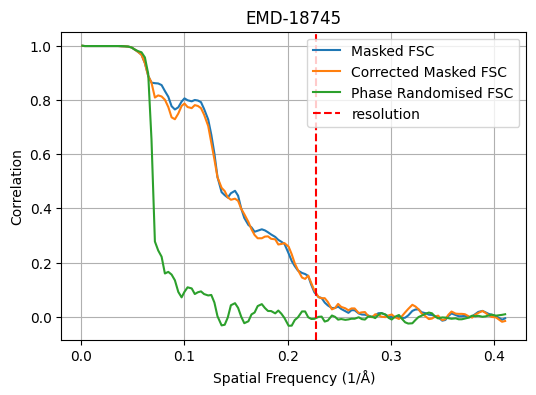 EMD-18745
Masked FSC
Corrected Masked FSC
Phase Randomised FSC
resolution
Correlation
1.0
0.8
0.6
0.4
0.2
0.0
0.0 0.1 0.2 0.3 0.4
Spatial Frequency (1/Å)